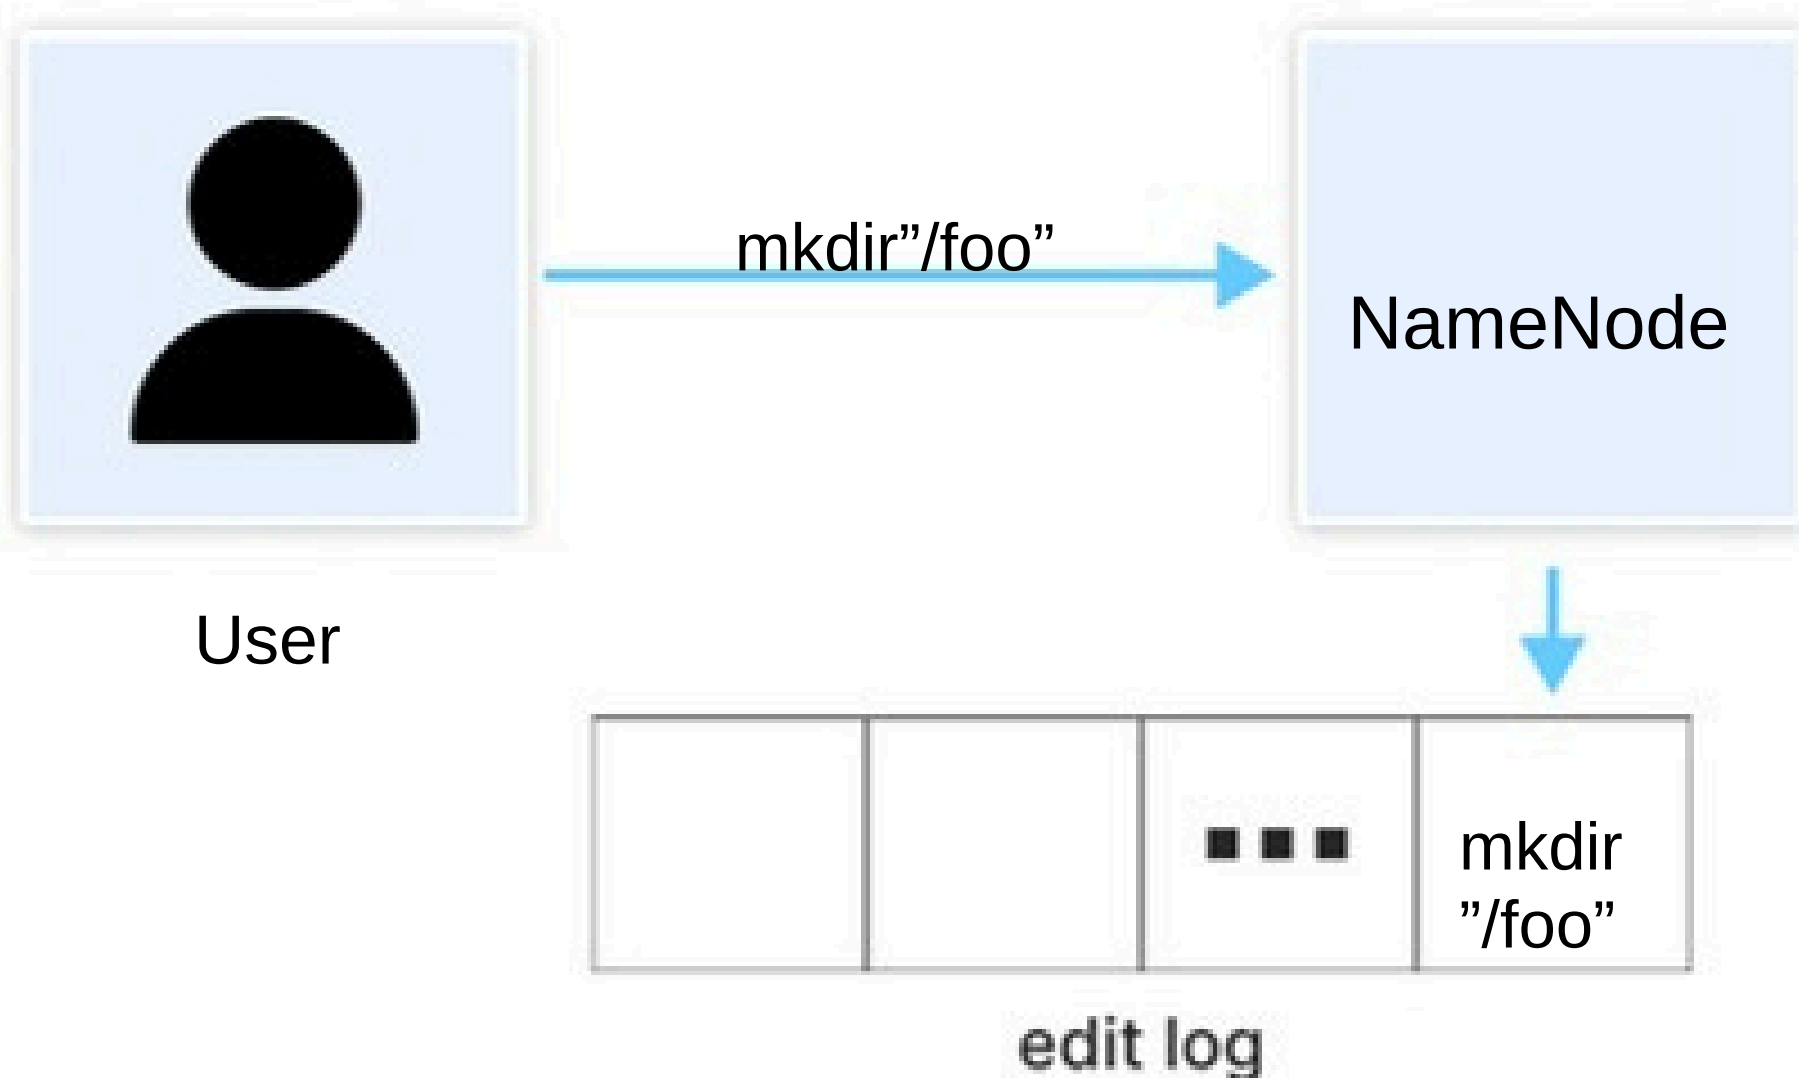 mkdir”/foo”
NameNode
User
mkdir
”/foo”
edit log